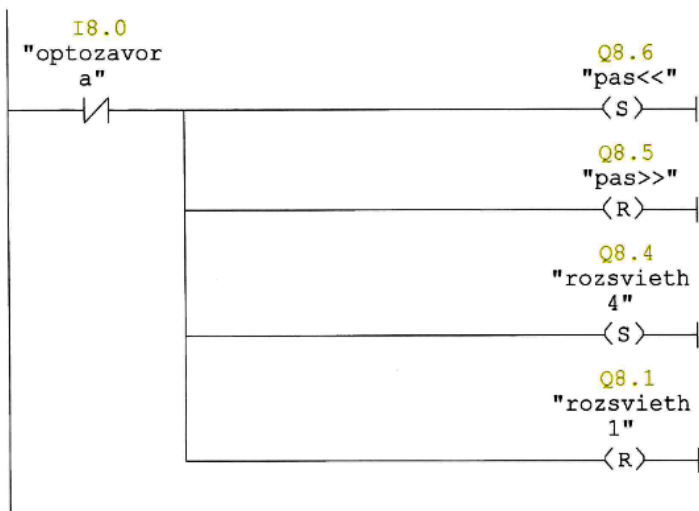 I8.0
"optozavor
a"
Q8.6
"pas<<"
(S)
Q8.5
"pas>>"
(R)
Q8.4
"rozsvieth
4"
(S)
Q8.1
"rozsvieth
1"
(R)